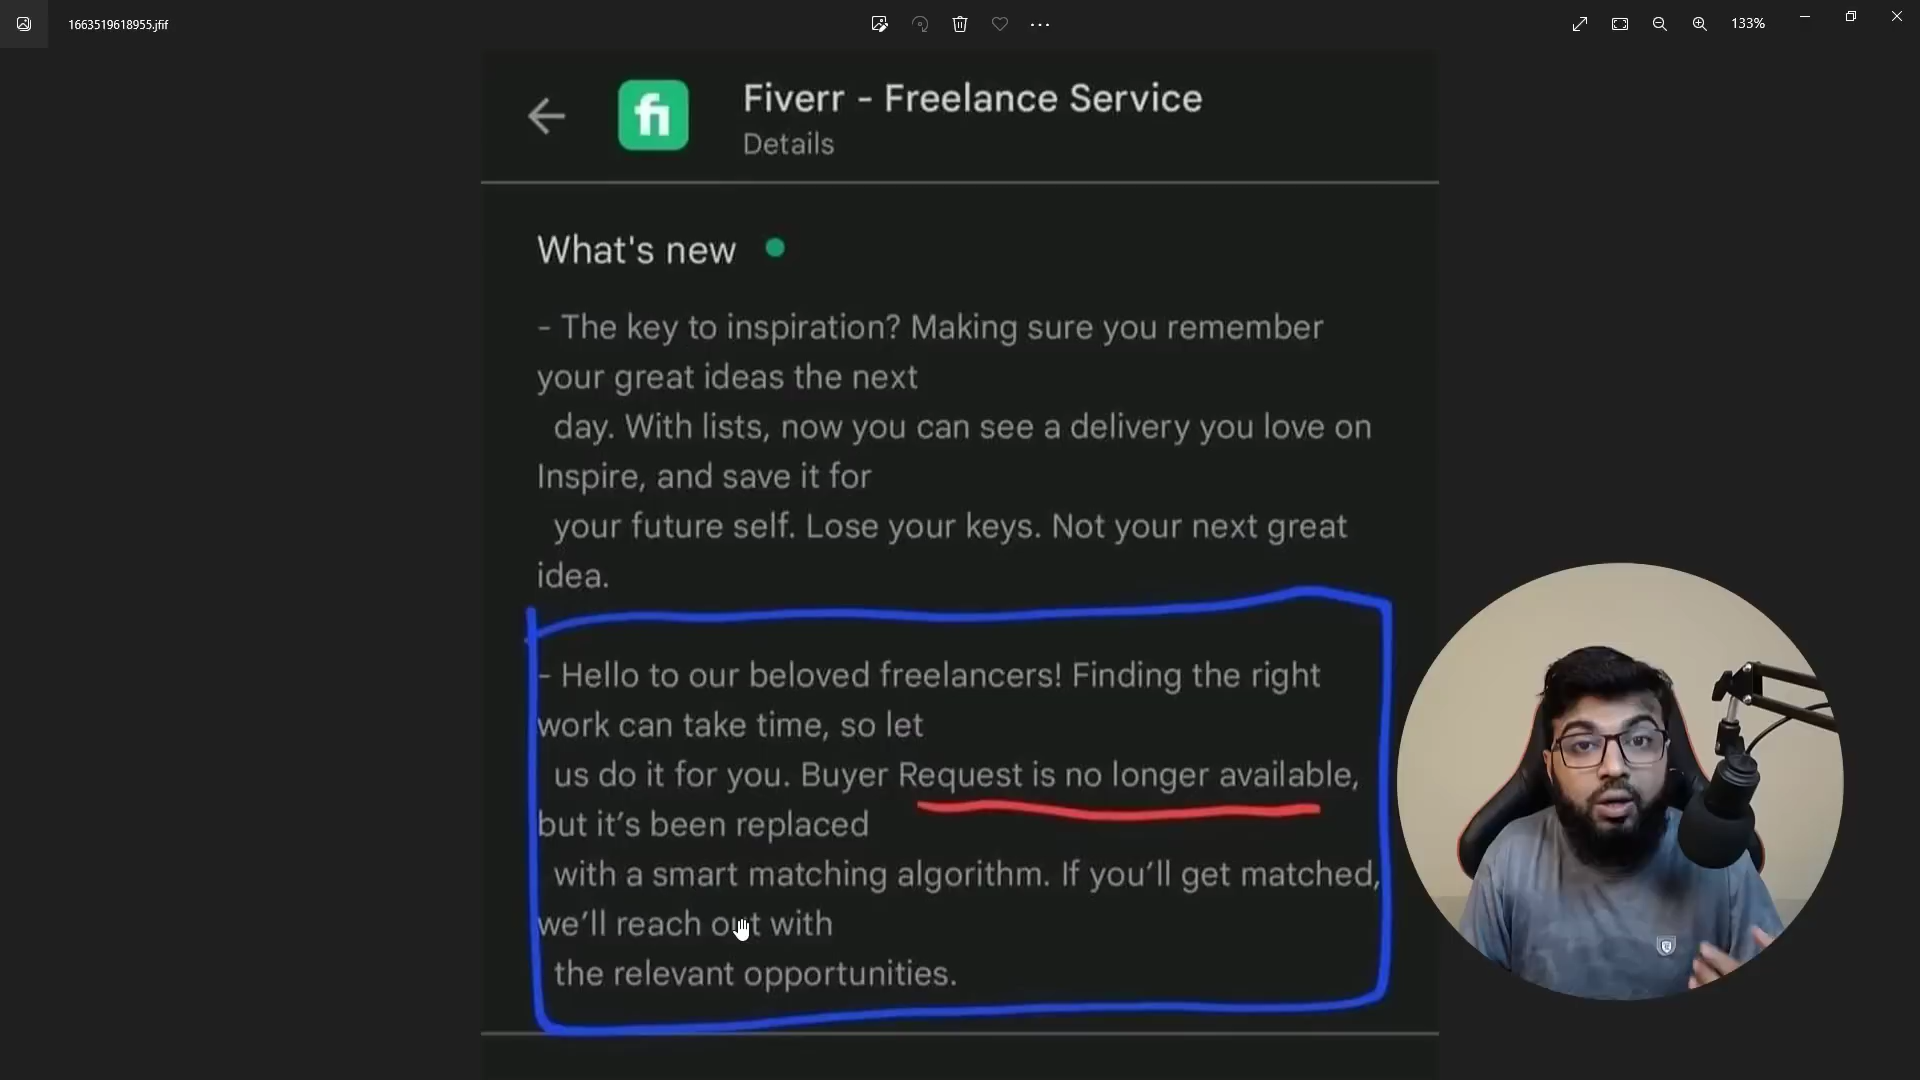 1663519618955.jfif
133%
fi
Fiverr - Freelance Service
Details
What's new
- The key to inspiration? Making sure you remember
your great ideas the next
day. With lists, now you can see a delivery you love on
Inspire, and save it for
your future self. Lose your keys. Not your next great
idea.
- Hello to our beloved freelancers! Finding the right
work can take time, so let
us do it for you. Buyer Request is no longer available,
but it’s been replaced
with a smart matching algorithm. If you’ll get matched,
we’ll reach out with
the relevant opportunities.